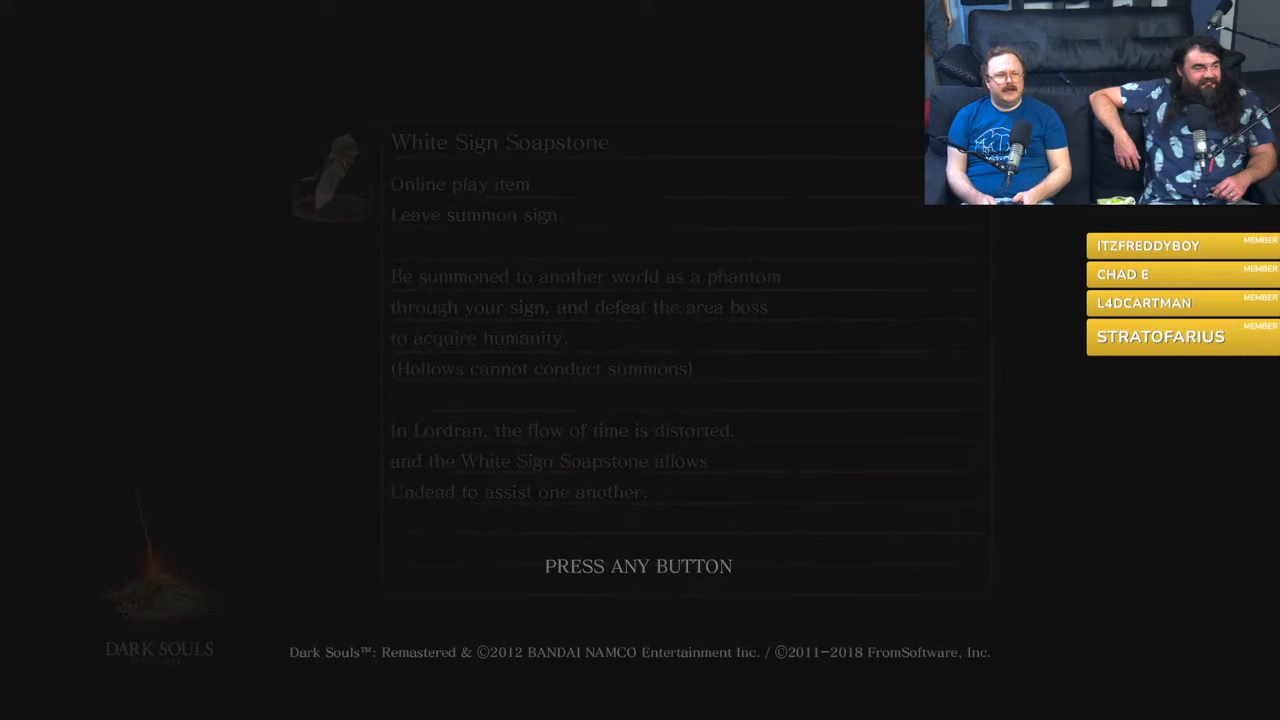 White Sign Soapstone
Online play item.
Leave summon sign.
Be summoned to another world as a phantom
through your sign, and defeat the area boss
to acquire humanity.
(Hollows cannot conduct summons)
In Lordran, the flow of time is distorted,
and the White Sign Soapstone allows
Undead to assist one another.
PRESS ANY BUTTON
DARK SOULS
Dark Souls™: Remastered & ©2012 BANDAI NAMCO Entertainment Inc. / ©2011-2018 FromSoftware, Inc.
ITZFREDDYBOY MEMBER
CHAD E MEMBER
L4DCARTMAN MEMBER
STRATOFARIUS MEMBER